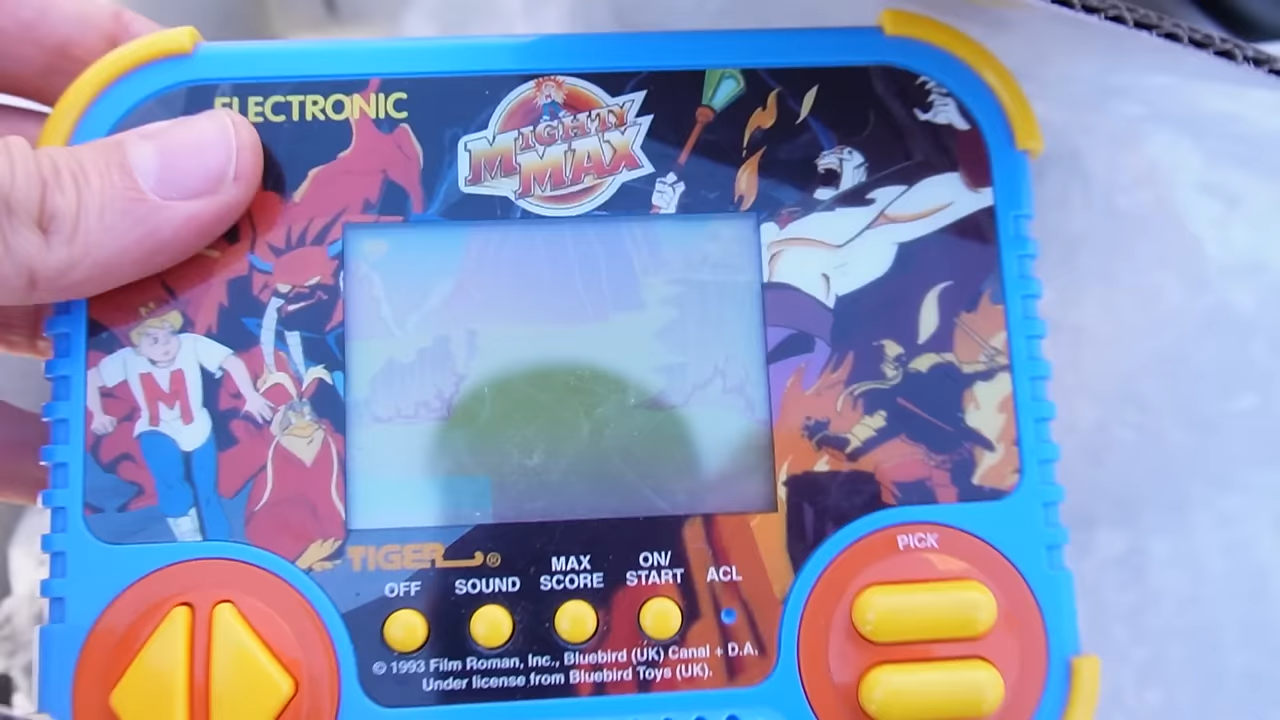 ELECTRONIC
MIGHTY
MAX
M
TIGER®
OFF
SOUND
MAX
SCORE
ON/
START
ACL
PICK
© 1993 Film Roman, Inc., Bluebird (UK) Canal + D.A.
Under license from Bluebird Toys (UK).